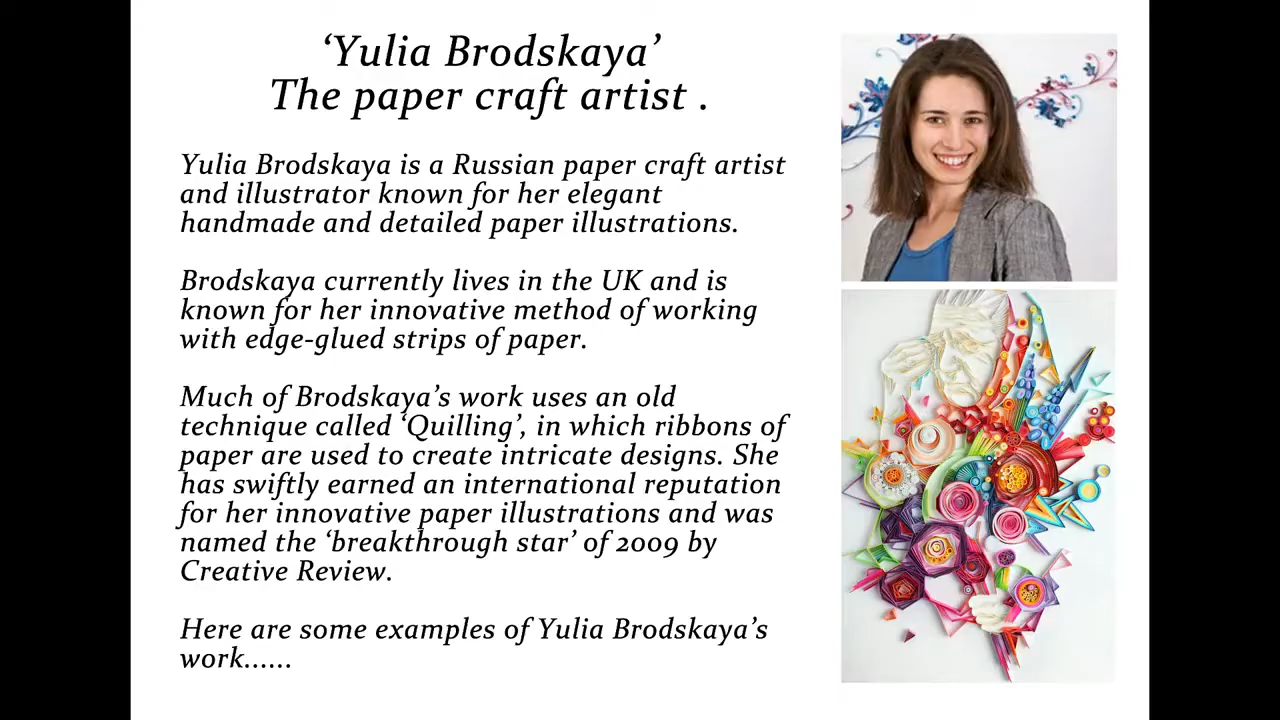 ‘Yulia Brodskaya’
The paper craft artist .
Yulia Brodskaya is a Russian paper craft artist
and illustrator known for her elegant
handmade and detailed paper illustrations.
Brodskaya currently lives in the UK and is
known for her innovative method of working
with edge-glued strips of paper.
Much of Brodskaya’s work uses an old
technique called ‘Quilling’, in which ribbons of
paper are used to create intricate designs. She
has swiftly earned an international reputation
for her innovative paper illustrations and was
named the ‘breakthrough star’ of 2009 by
Creative Review.
Here are some examples of Yulia Brodskaya’s
work......